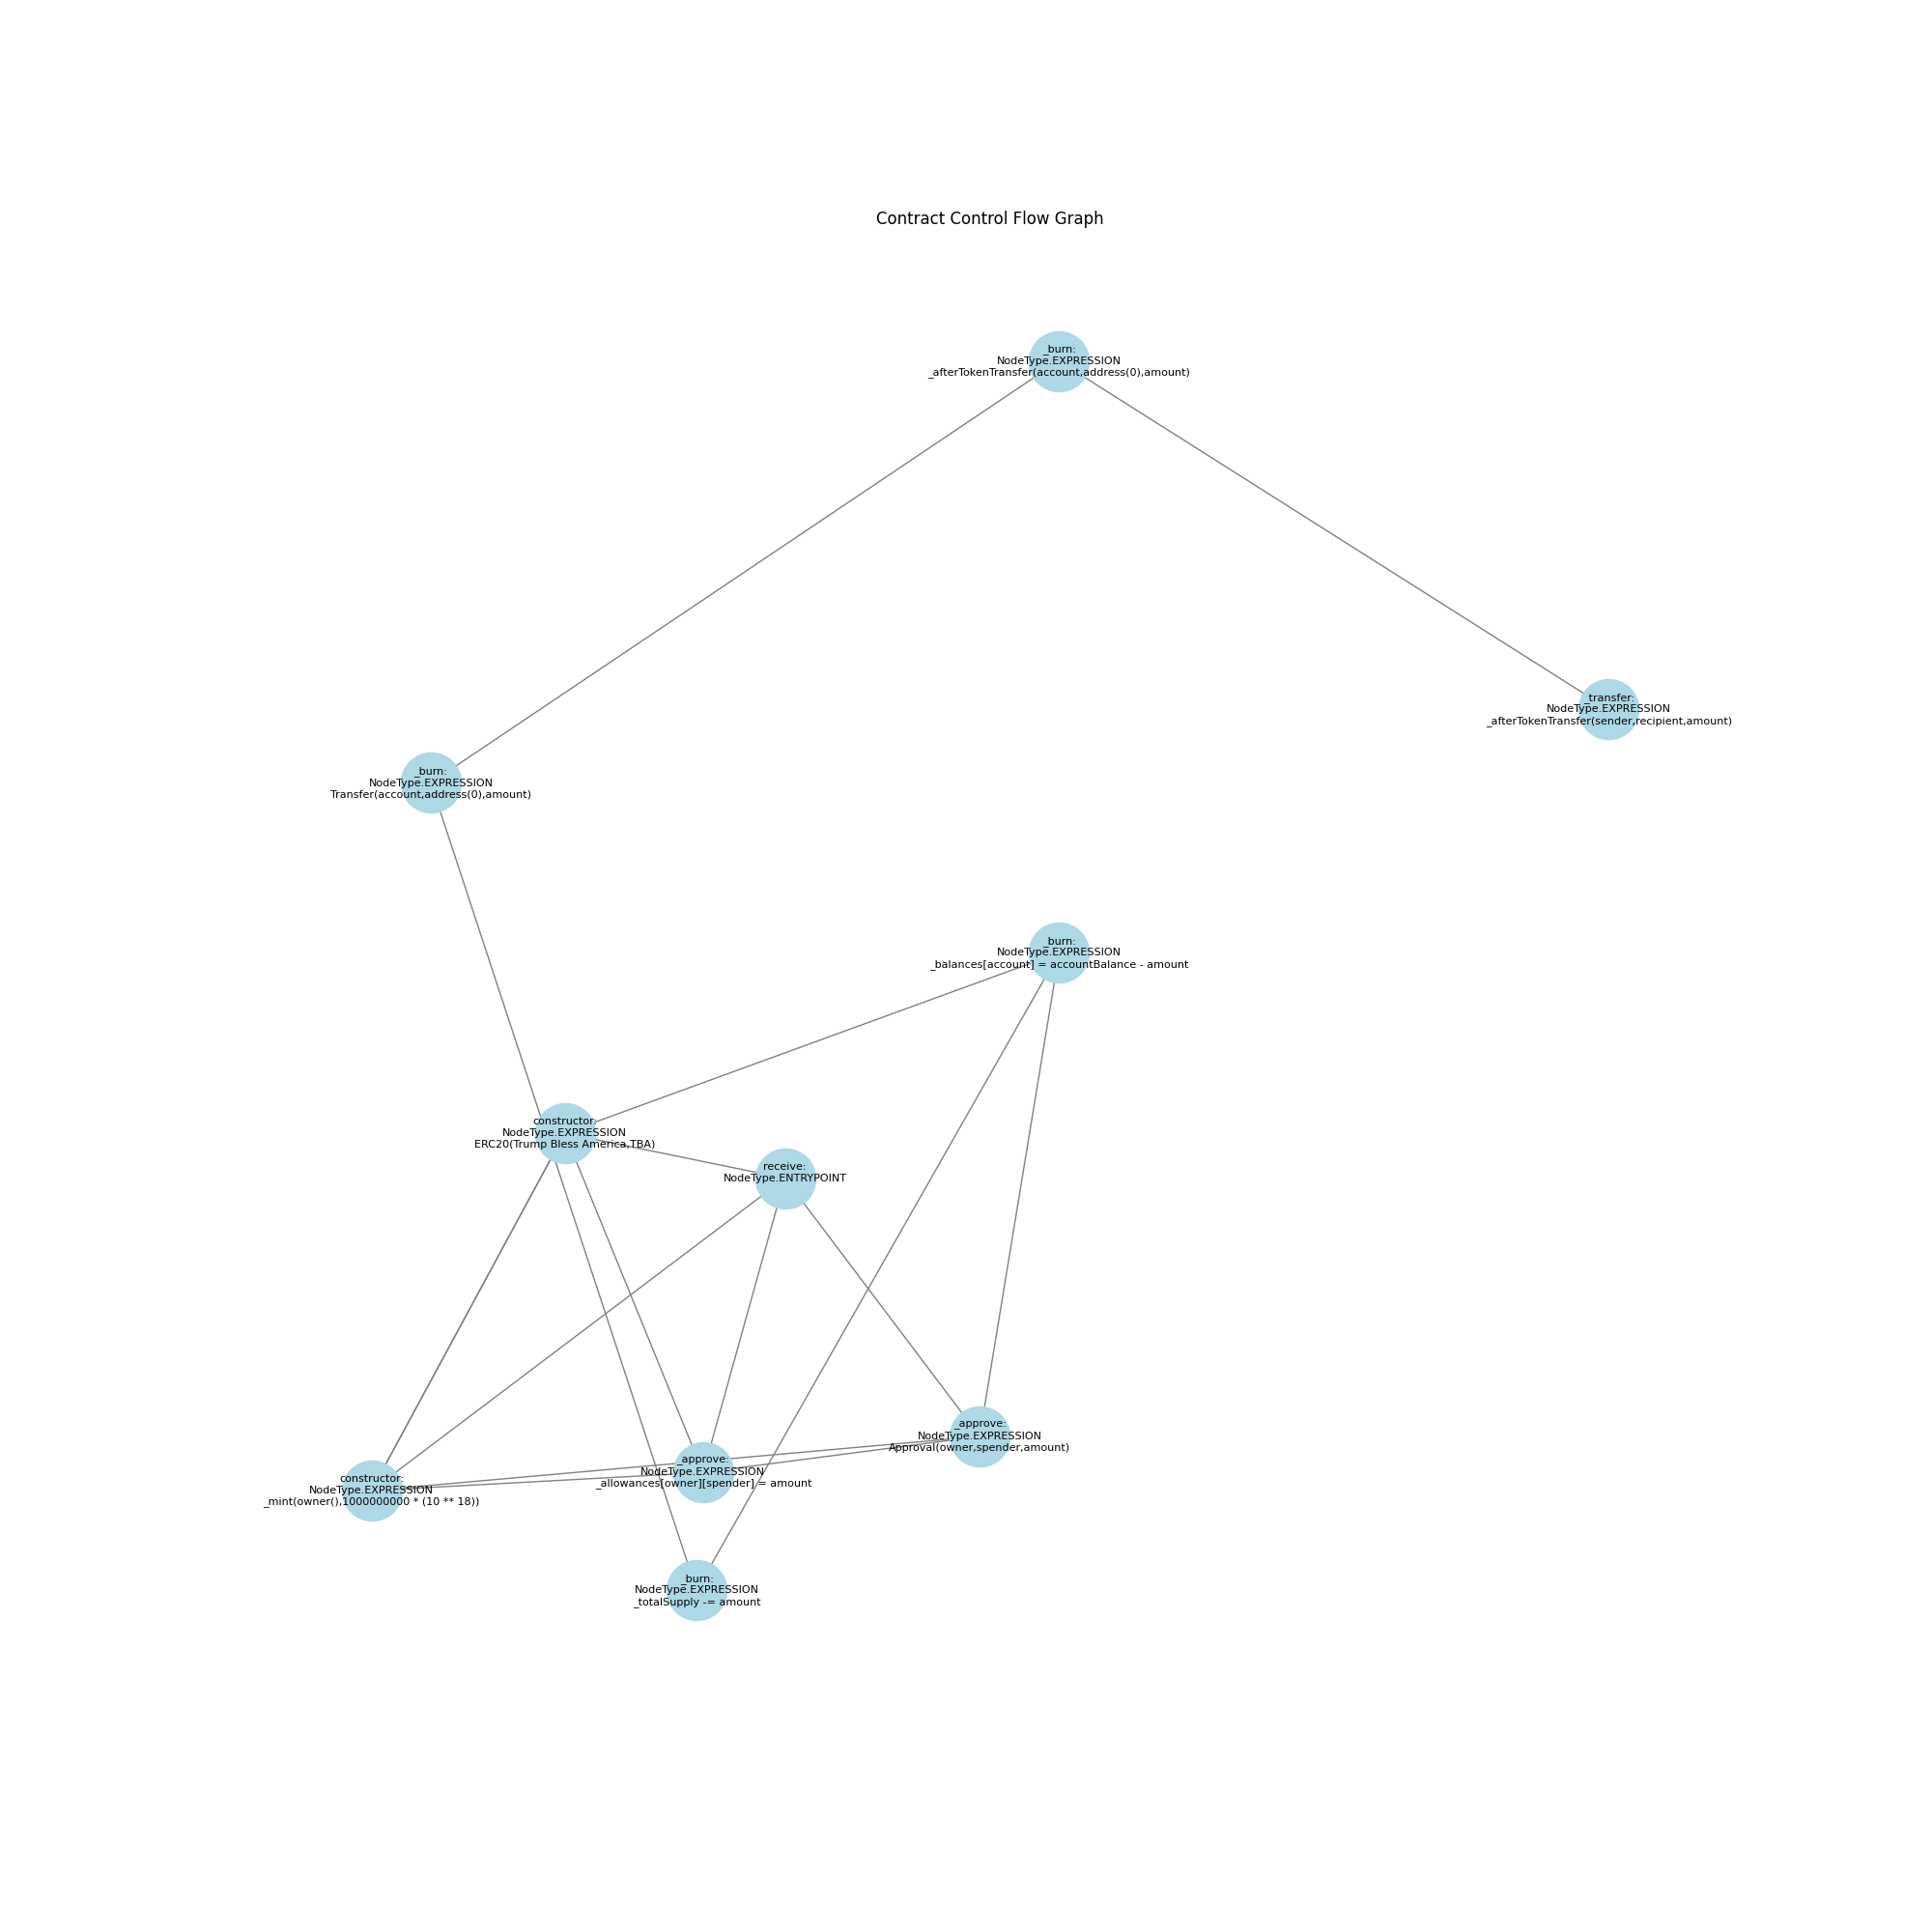 Contract Control Flow Graph
_burn:
NodeType.EXPRESSION
_afterTokenTransfer(account,address(0),amount)
_transfer:
NodeType.EXPRESSION
_afterTokenTransfer(sender,recipient,amount)
_burn:
NodeType.EXPRESSION
Transfer(account,address(0),amount)
_burn:
NodeType.EXPRESSION
_balances[account] = accountBalance - amount
constructor:
NodeType.EXPRESSION
ERC20(Trump Bless America,TBA)
receive:
NodeType.ENTRYPOINT
_approve:
NodeType.EXPRESSION
Approval(owner,spender,amount)
_approve:
NodeType.EXPRESSION
_allowances[owner][spender] = amount
constructor:
NodeType.EXPRESSION
_mint(owner(),1000000000 * (10 ** 18))
_burn:
NodeType.EXPRESSION
_totalSupply -= amount